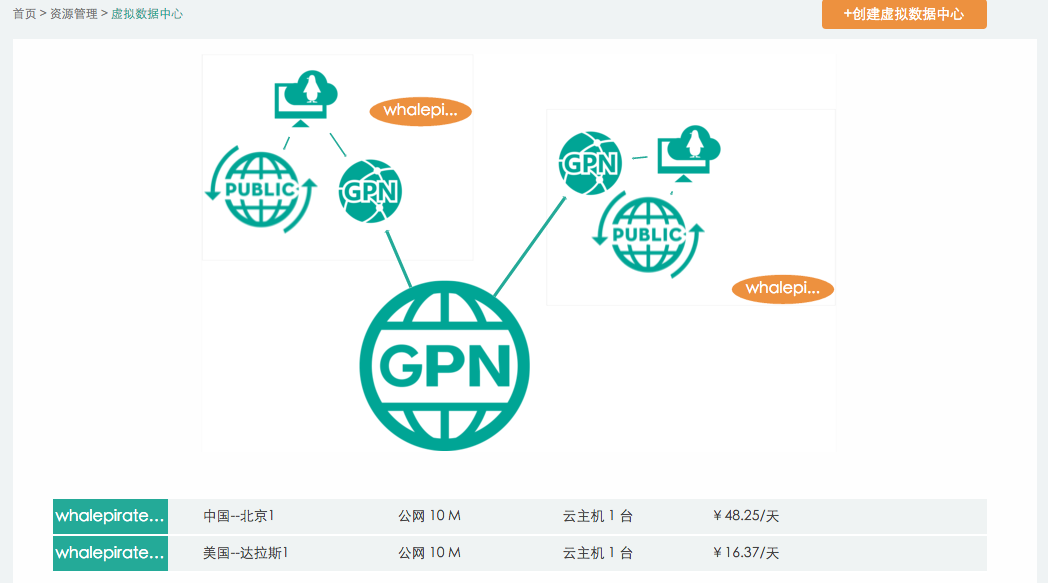 首页 > 资源管理 > 虚拟数据中心
+创建虚拟数据中心
whalepi...
PUBLIC
GPN
GPN
PUBLIC
whalepi...
GPN
whalepirate... 中国--北京1 公网 10 M 云主机 1 台 ¥48.25/天
whalepirate... 美国--达拉斯1 公网 10 M 云主机 1 台 ¥16.37/天